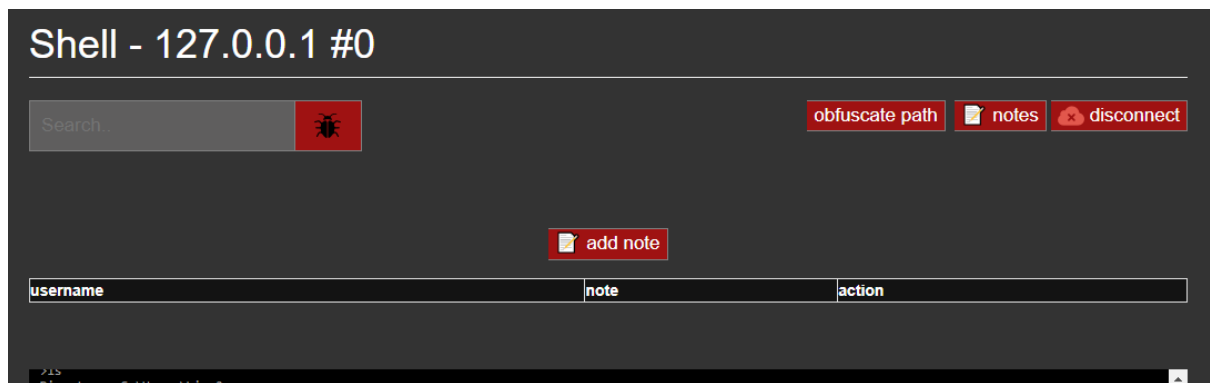 Shell - 127.0.0.1 #0
Search..
obfuscate path notes disconnect
add note
username note action
>ls